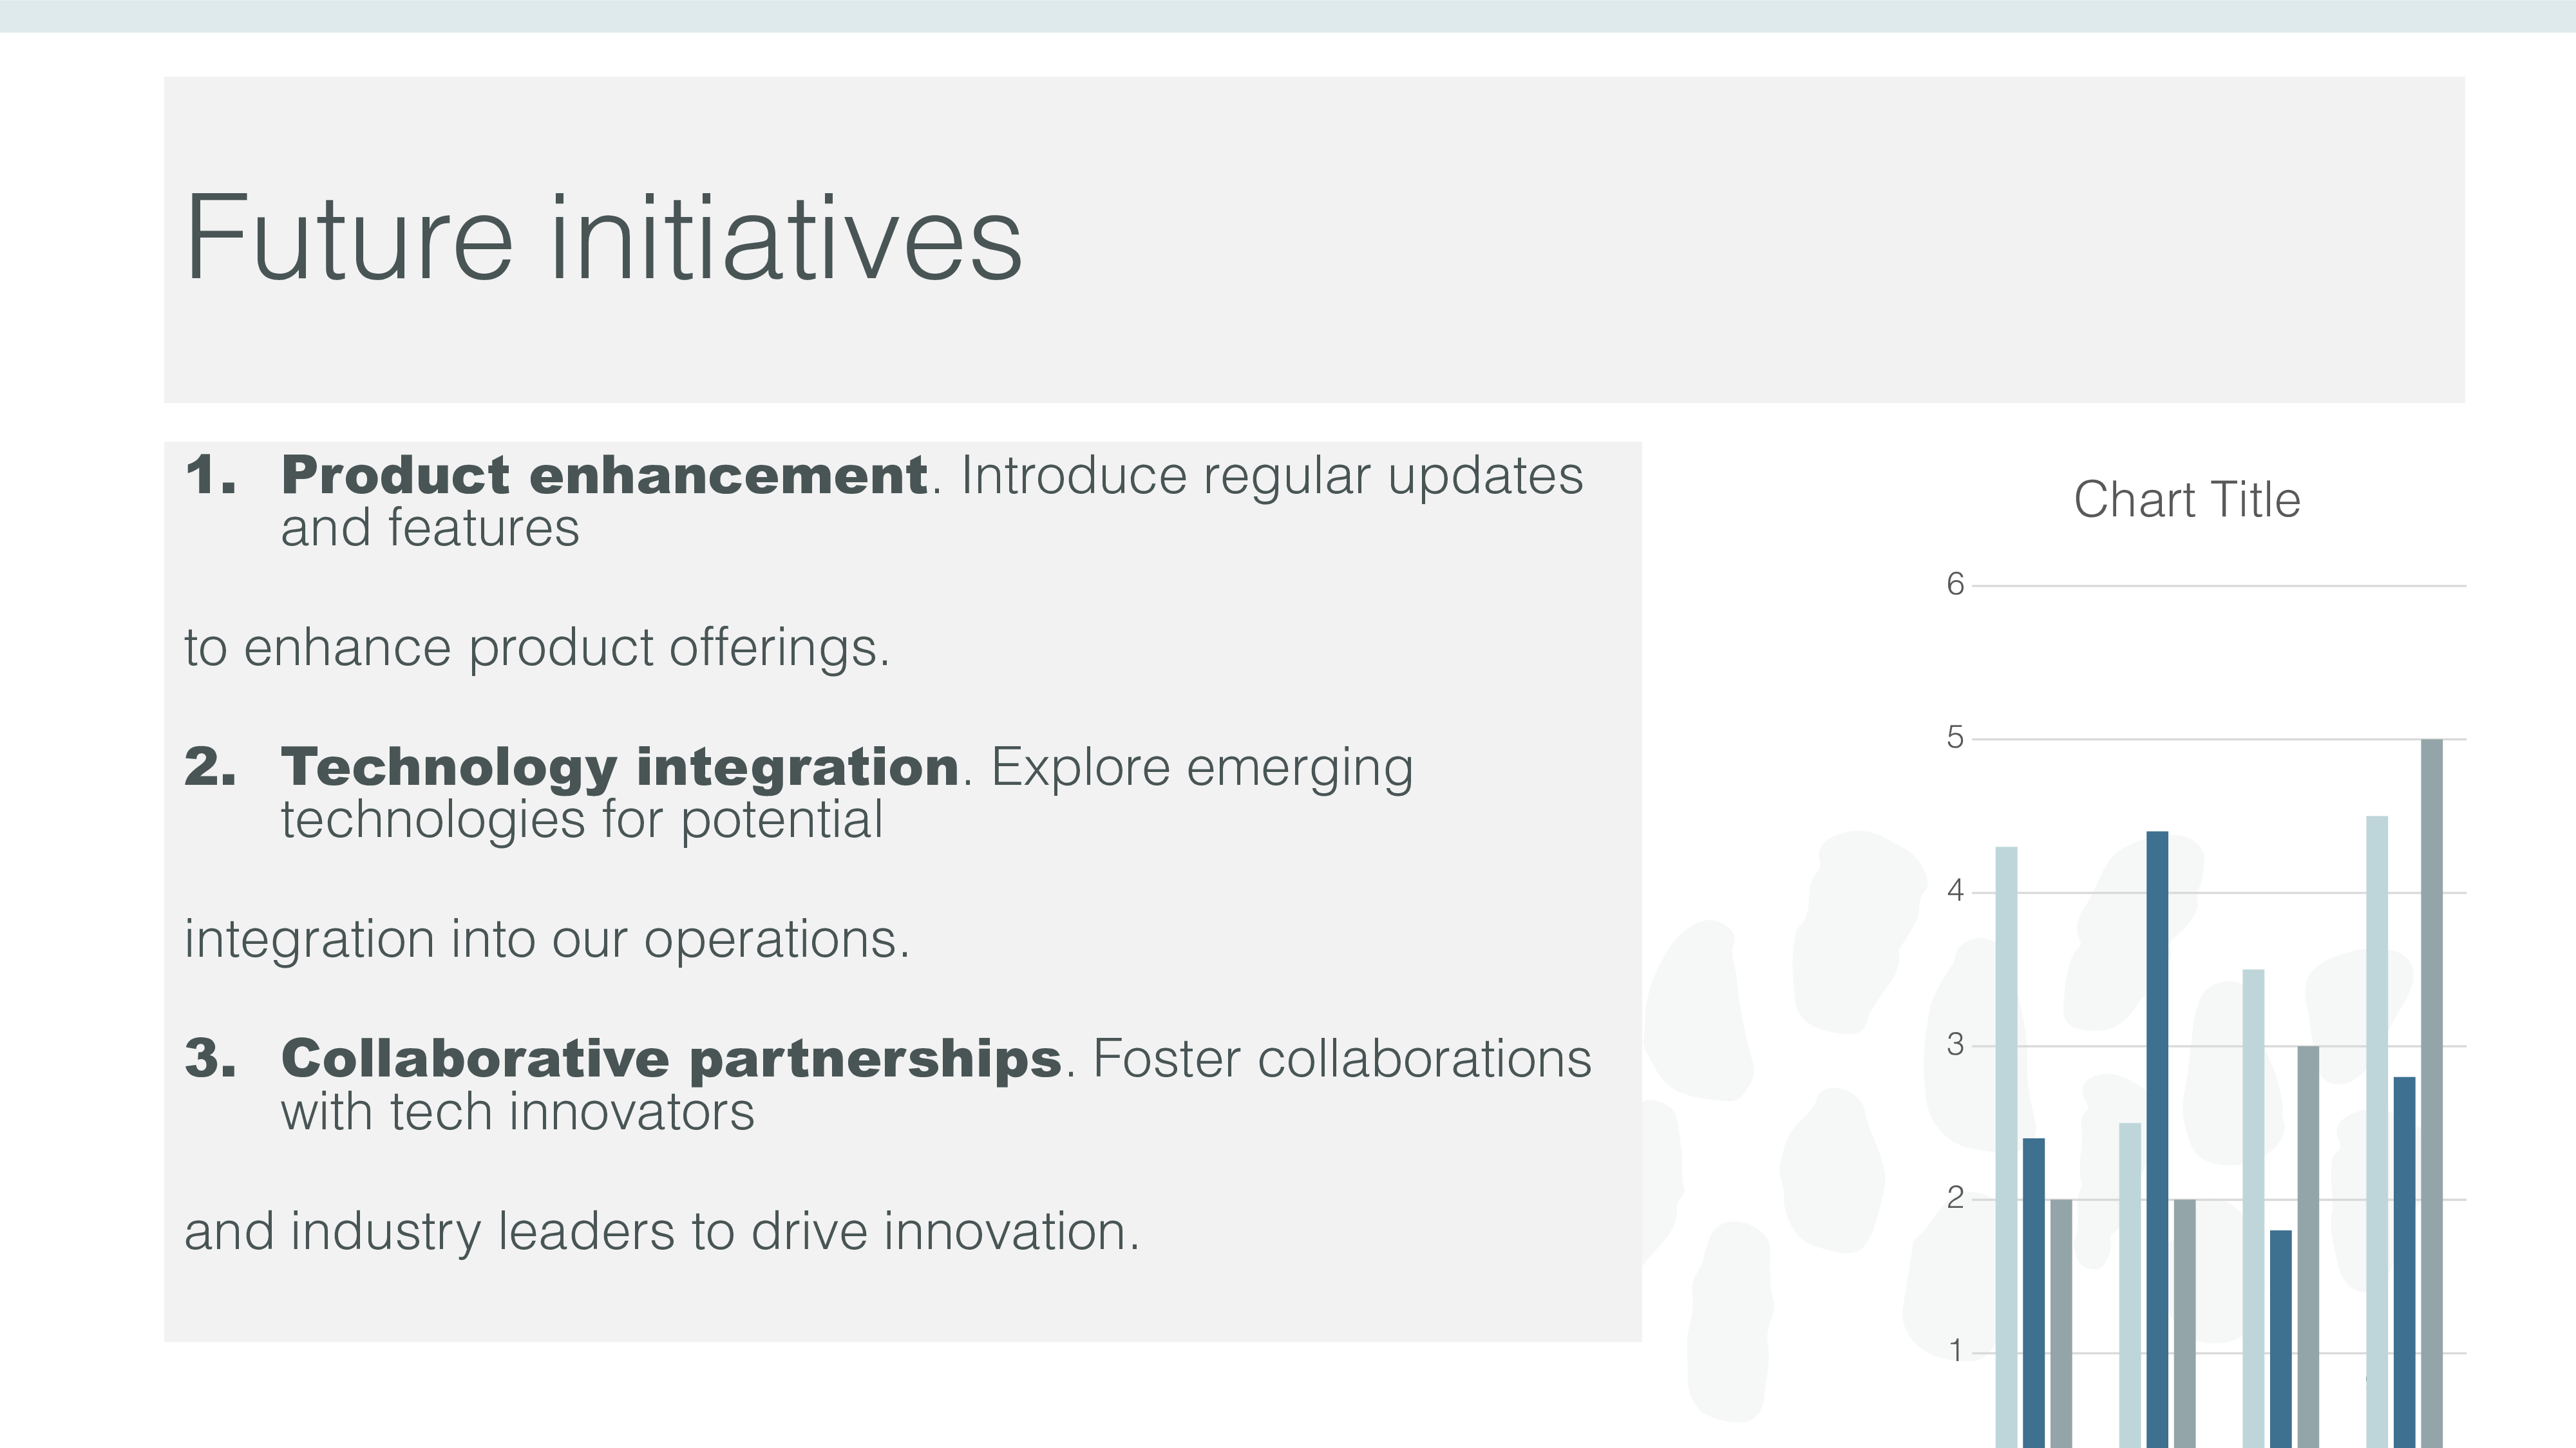 Future initiatives
1. Product enhancement. Introduce regular updates
and features
to enhance product offerings.
2. Technology integration. Explore emerging
technologies for potential
integration into our operations.
3. Collaborative partnerships. Foster collaborations
with tech innovators
and industry leaders to drive innovation.
Chart Title
6
5
4
3
2
1